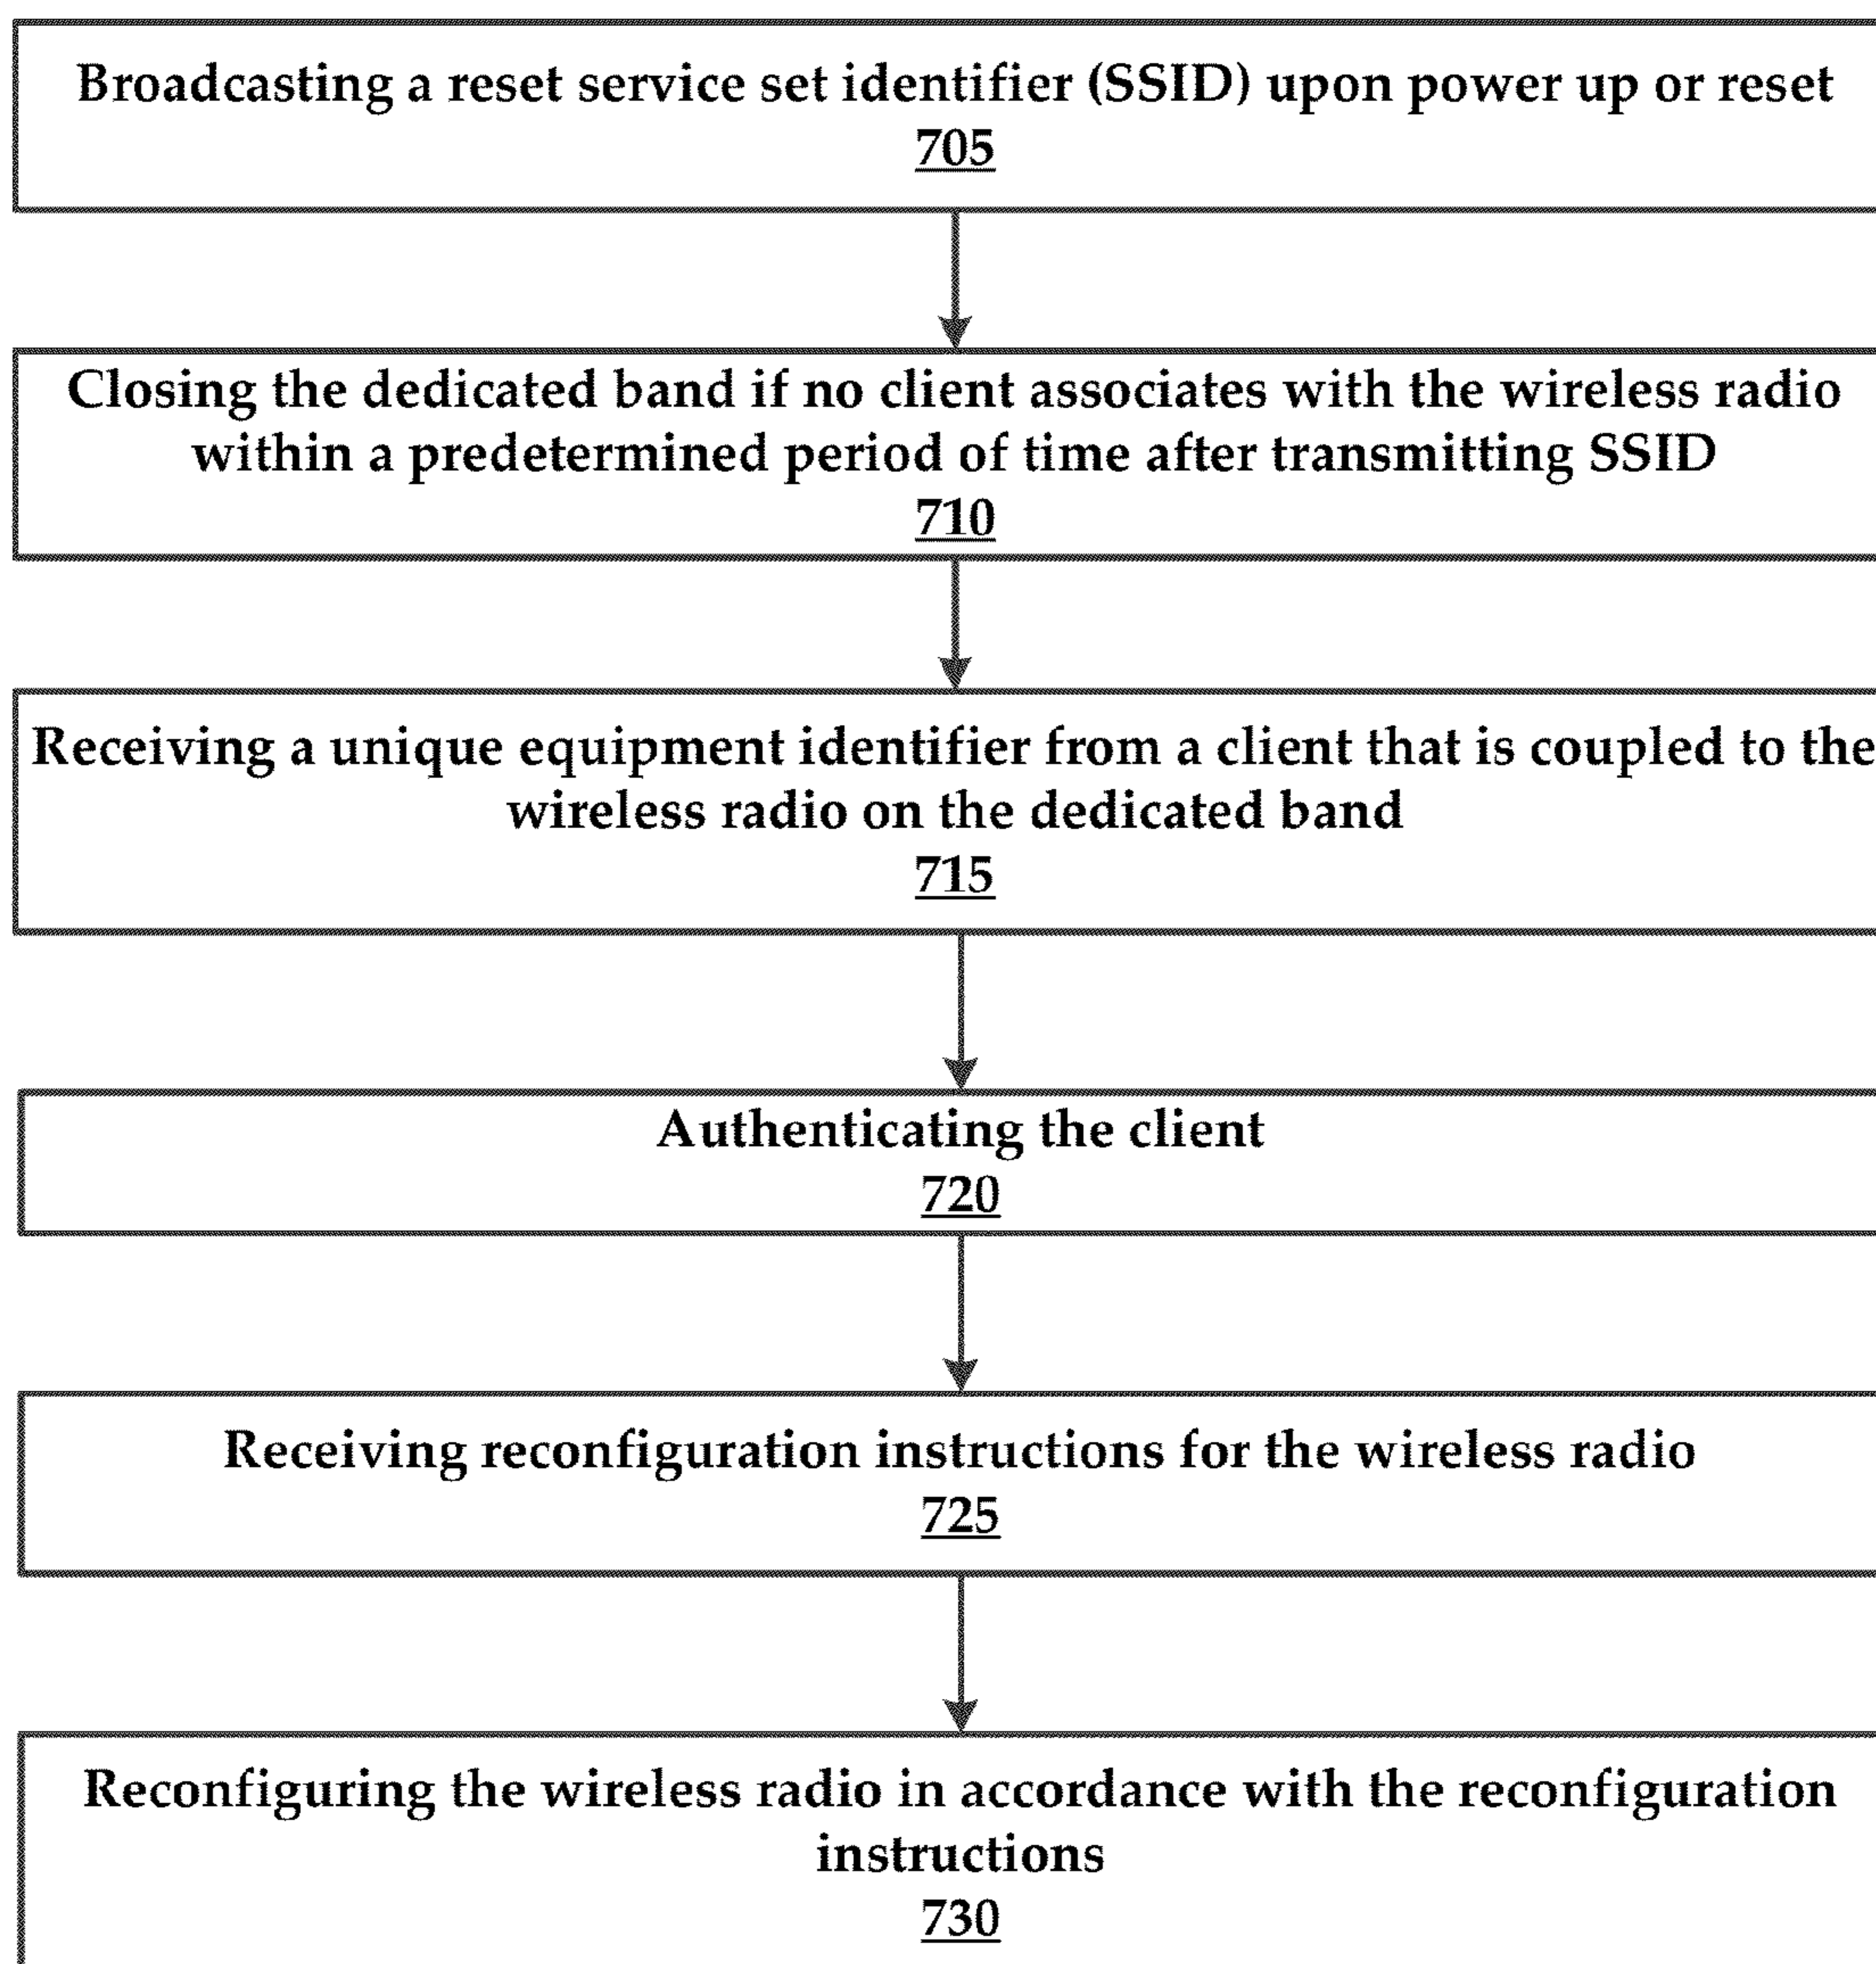 Broadcasting a reset service set identifier (SSID) upon power up or reset
705
Closing the dedicated band if no client associates with the wireless radio
within a predetermined period of time after transmitting SSID
710
Receiving a unique equipment identifier from a client that is coupled to the
wireless radio on the dedicated band
715
Authenticating the client
720
Receiving reconfiguration instructions for the wireless radio
725
Reconfiguring the wireless radio in accordance with the reconfiguration
instructions
730